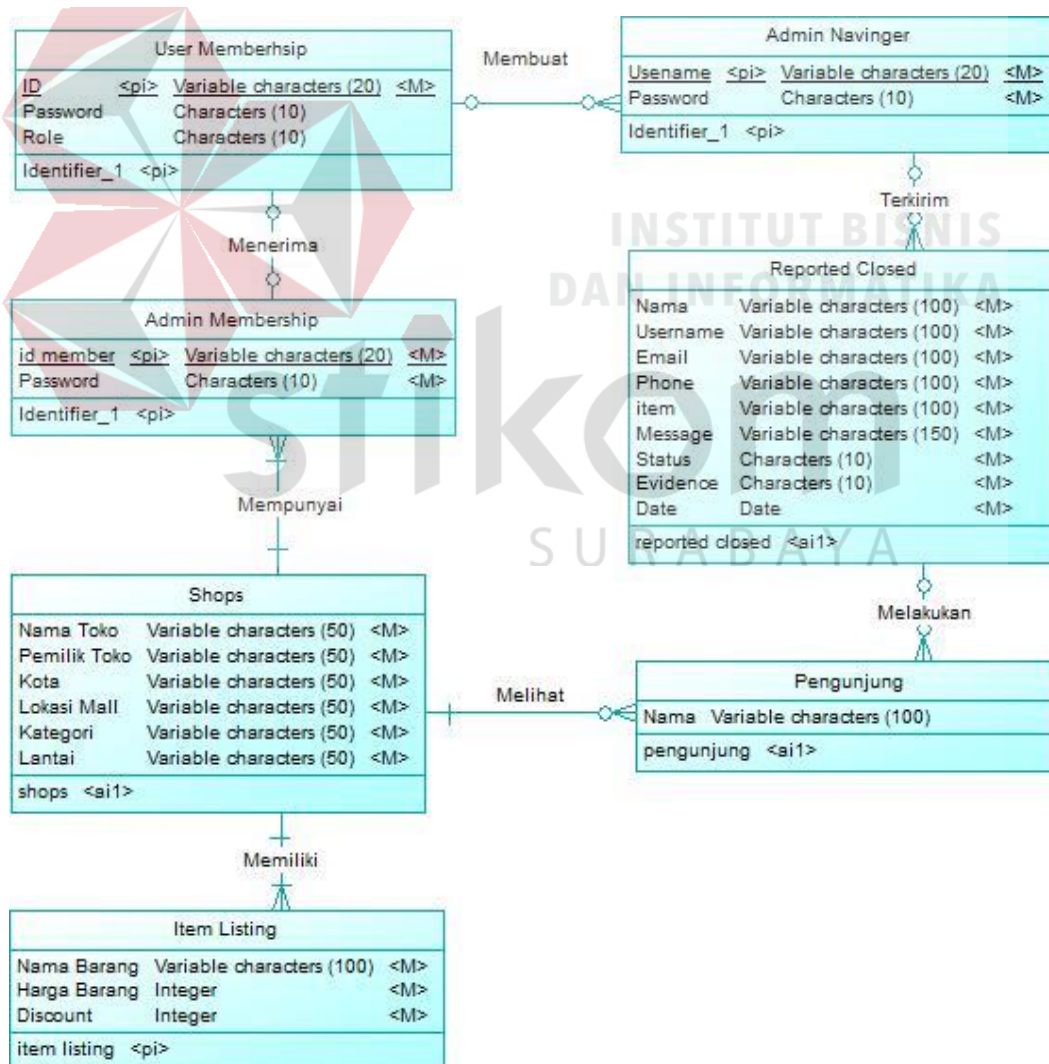 User Memberhsip
ID <pi> Variable characters (20) <M>
Password Characters (10)
Role Characters (10)
Identifier_1 <pi>
Membuat
Admin Navinger
Usename <pi> Variable characters (20) <M>
Password Characters (10) <M>
Identifier_1 <pi>
Terkirim
Menerima
INSTITUT BISNIS
DAN INFORMATIKA
stikom
SURABAYA
Admin Membership
id member <pi> Variable characters (20) <M>
Password Characters (10) <M>
Identifier_1 <pi>
Reported Closed
Nama Variable characters (100) <M>
Username Variable characters (100) <M>
Email Variable characters (100) <M>
Phone Variable characters (100) <M>
item Variable characters (100) <M>
Message Variable characters (150) <M>
Status Characters (10) <M>
Evidence Characters (10) <M>
Date Date <M>
reported closed <ai1>
Mempunyai
Melakukan
Shops
Nama Toko Variable characters (50) <M>
Pemilik Toko Variable characters (50) <M>
Kota Variable characters (50) <M>
Lokasi Mall Variable characters (50) <M>
Kategori Variable characters (50) <M>
Lantai Variable characters (50) <M>
shops <ai1>
Melihat
Pengunjung
Nama Variable characters (100)
pengunjung <ai1>
Memiliki
Item Listing
Nama Barang Variable characters (100) <M>
Harga Barang Integer <M>
Discount Integer <M>
item listing <pi>